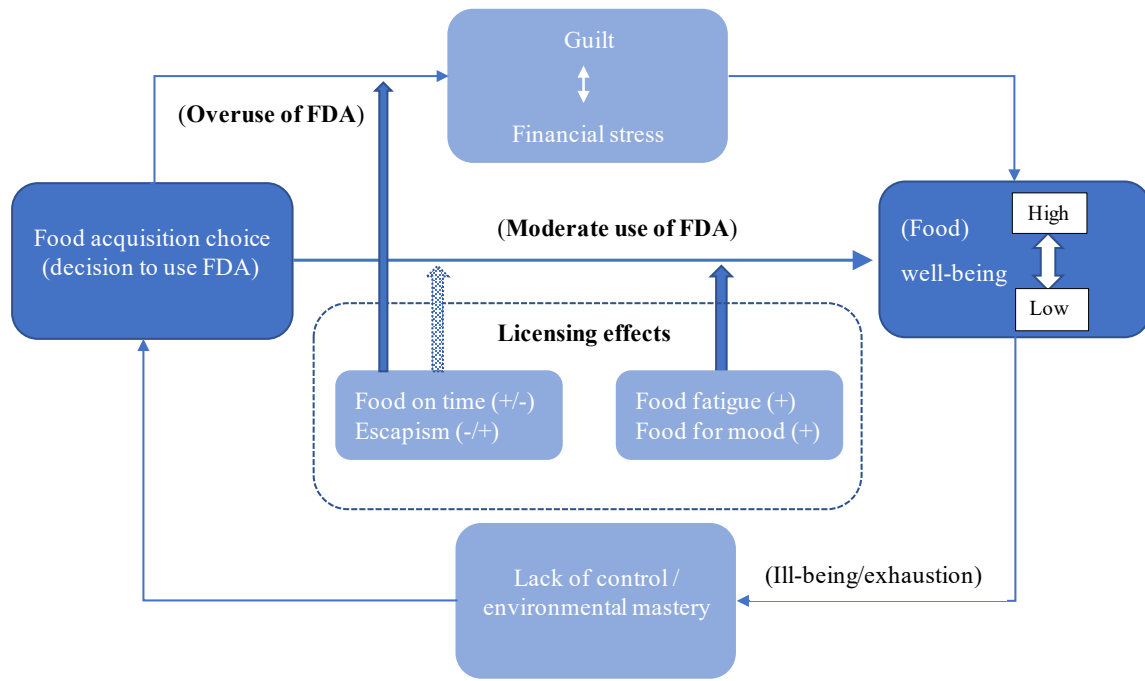 Guilt
Financial stress
(Overuse of FDA)
Food acquisition choice
(decision to use FDA)
(Moderate use of FDA)
(Food)
well-being
High
Low
Licensing effects
Food on time (+/-)
Escapism (-/+)
Food fatigue (+)
Food for mood (+)
Lack of control /
environmental mastery
(Ill-being/exhaustion)